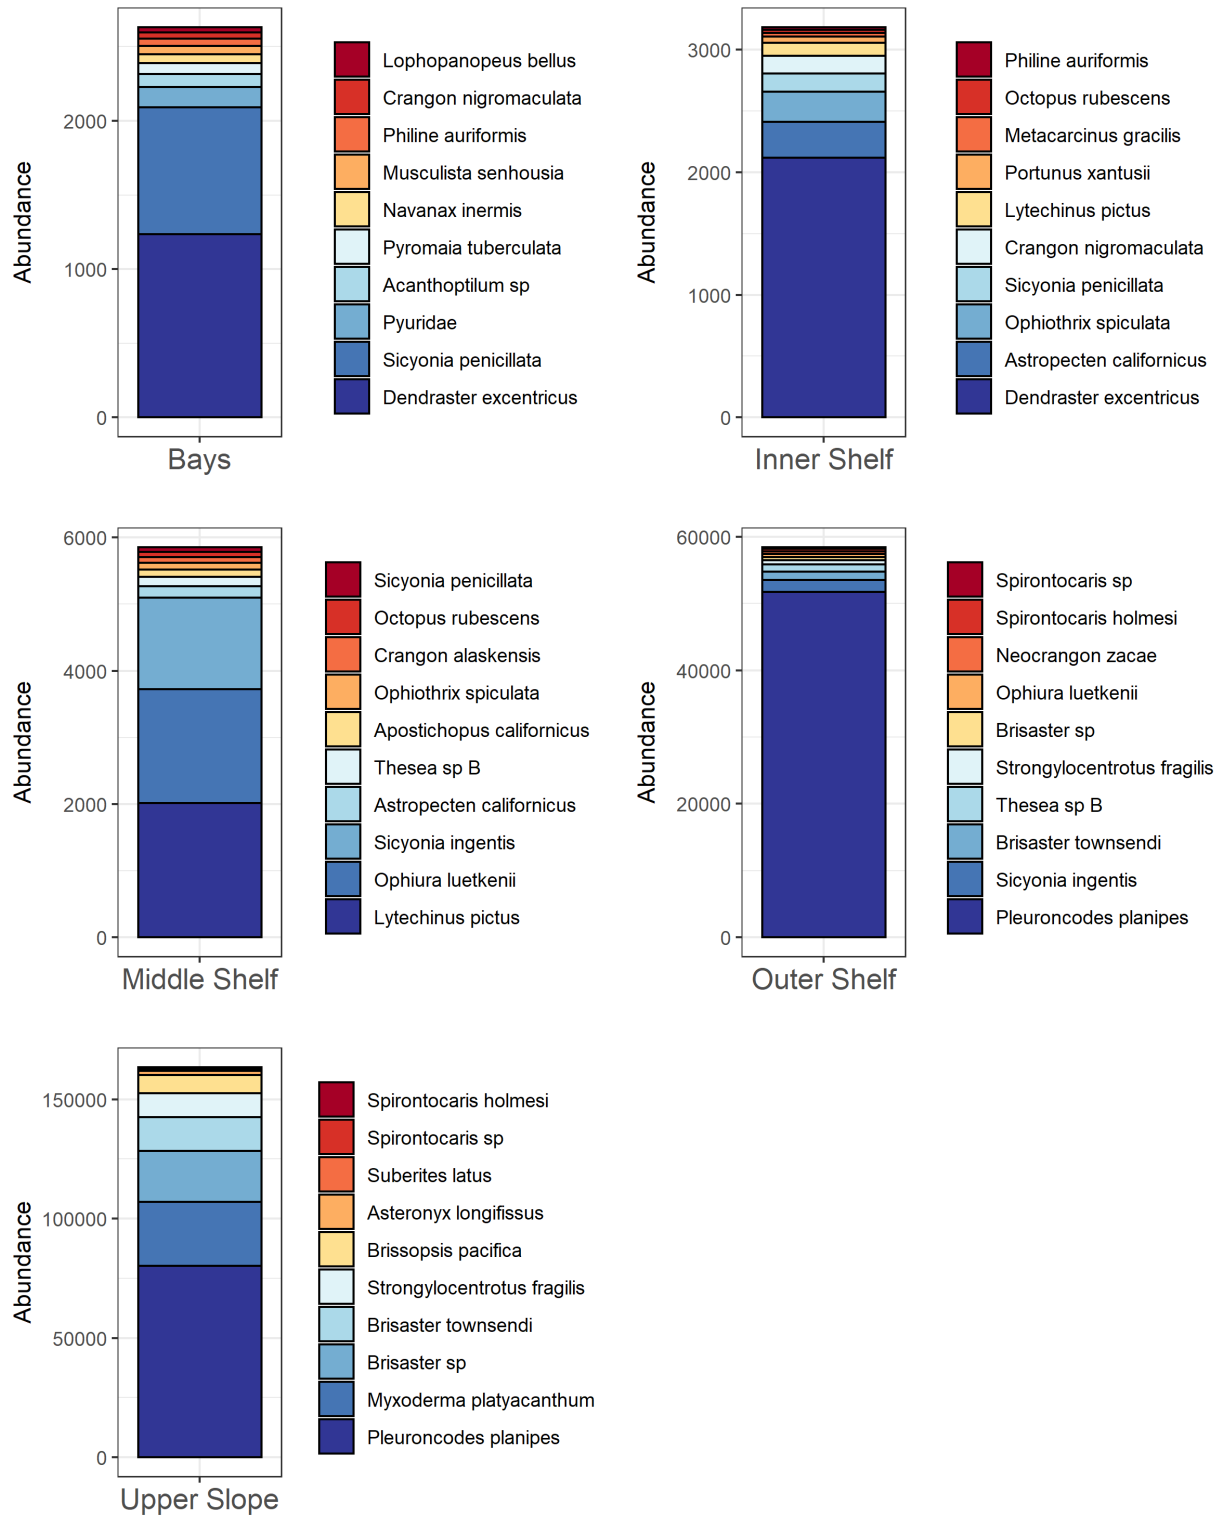 Abundance
2000
1000
0
Bays
Lophopanopeus bellus
Crangon nigromaculata
Philine auriformis
Musculista senhousia
Navanax inermis
Pyromaia tuberculata
Acanthoptilum sp
Pyuridae
Sicyonia penicillata
Dendraster excentricus
Abundance
3000
2000
1000
0
Inner Shelf
Philine auriformis
Octopus rubescens
Metacarcinus gracilis
Portunus xantusii
Lytechinus pictus
Crangon nigromaculata
Sicyonia penicillata
Ophiothrix spiculata
Astropecten californicus
Dendraster excentricus
Abundance
6000
4000
2000
0
Middle Shelf
Sicyonia penicillata
Octopus rubescens
Crangon alaskensis
Ophiothrix spiculata
Apostichopus californicus
Thesea sp B
Astropecten californicus
Sicyonia ingentis
Ophiura luetkenii
Lytechinus pictus
Abundance
60000
40000
20000
0
Outer Shelf
Spirontocaris sp
Spirontocaris holmesi
Neocrangon zacae
Ophiura luetkenii
Brisaster sp
Strongylocentrotus fragilis
Thesea sp B
Brisaster townsendi
Sicyonia ingentis
Pleuroncodes planipes
Abundance
150000
100000
50000
0
Upper Slope
Spirontocaris holmesi
Spirontocaris sp
Suberites latus
Asteronyx longifissus
Brissopsis pacifica
Strongylocentrotus fragilis
Brisaster townsendi
Brisaster sp
Myxoderma platyacanthum
Pleuroncodes planipes